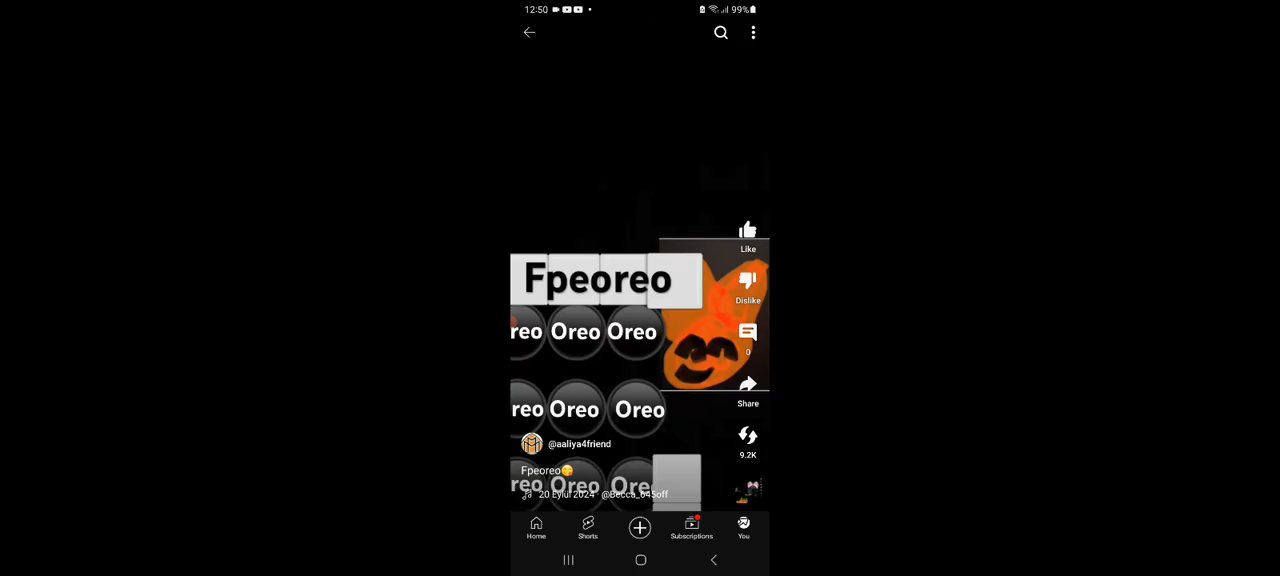 12:50
99%
Like
Fpeoreo
Dislike
reo Oreo Oreo
0
Share
reo Oreo Oreo
@aaliya4friend
9.2K
Fpeoreo😋
reo Oreo Ore
20 Eylül 2024 @Becca_645off
Home Shorts Subscriptions You